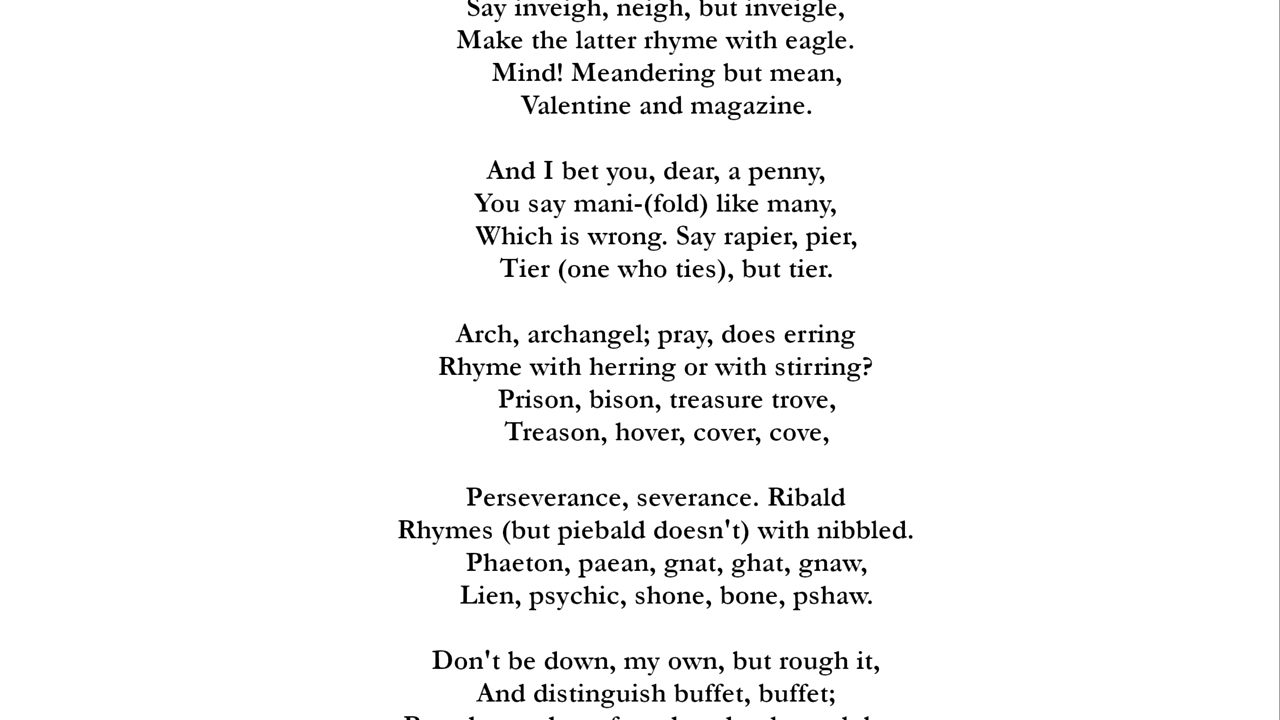 Say inveigh, neigh, but inveigle,
Make the latter rhyme with eagle.
Mind! Meandering but mean,
Valentine and magazine.
And I bet you, dear, a penny,
You say mani-(fold) like many,
Which is wrong. Say rapier, pier,
Tier (one who ties), but tier.
Arch, archangel; pray, does erring
Rhyme with herring or with stirring?
Prison, bison, treasure trove,
Treason, hover, cover, cove,
Perseverance, severance. Ribald
Rhymes (but piebald doesn't) with nibbled.
Phaeton, paean, gnat, ghat, gnaw,
Lien, psychic, shone, bone, pshaw.
Don't be down, my own, but rough it,
And distinguish buffet, buffet;